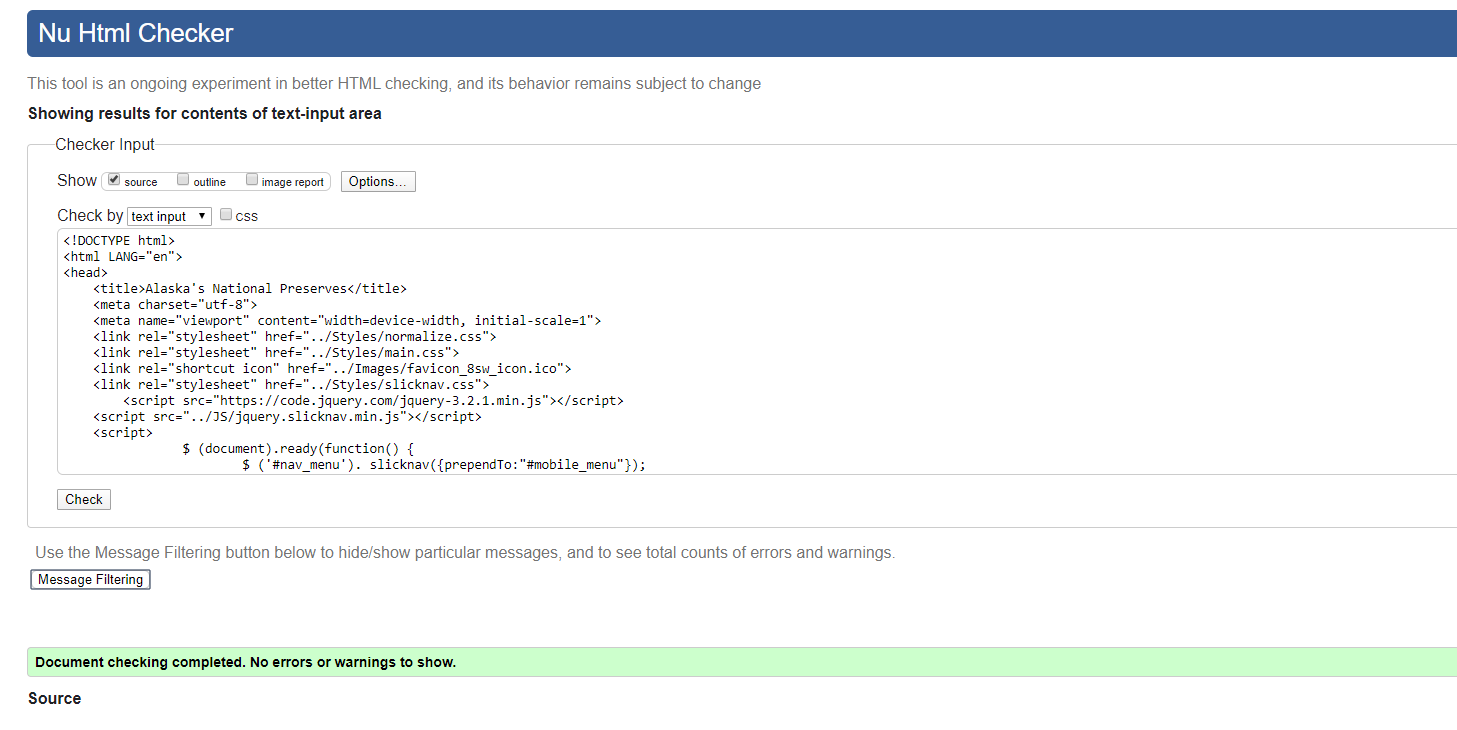 Nu Html Checker
This tool is an ongoing experiment in better HTML checking, and its behavior remains subject to change
Showing results for contents of text-input area
Checker Input
Show source outline image report Options...
Check by text input css
<!DOCTYPE html>
<html LANG="en">
<head>
    <title>Alaska's National Preserves</title>
    <meta charset="utf-8">
    <meta name="viewport" content="width=device-width, initial-scale=1">
    <link rel="stylesheet" href="../Styles/normalize.css">
    <link rel="stylesheet" href="../Styles/main.css">
    <link rel="shortcut icon" href="../Images/favicon_8sw_icon.ico">
    <link rel="stylesheet" href="../Styles/slicknav.css">
        <script src="https://code.jquery.com/jquery-3.2.1.min.js"></script>
    <script src="../JS/jquery.slicknav.min.js"></script>
    <script>
                $ (document).ready(function() {
                        $ ('#nav_menu'). slicknav({prependTo:"#mobile_menu"});
Check
Use the Message Filtering button below to hide/show particular messages, and to see total counts of errors and warnings.
Message Filtering
Document checking completed. No errors or warnings to show.
Source